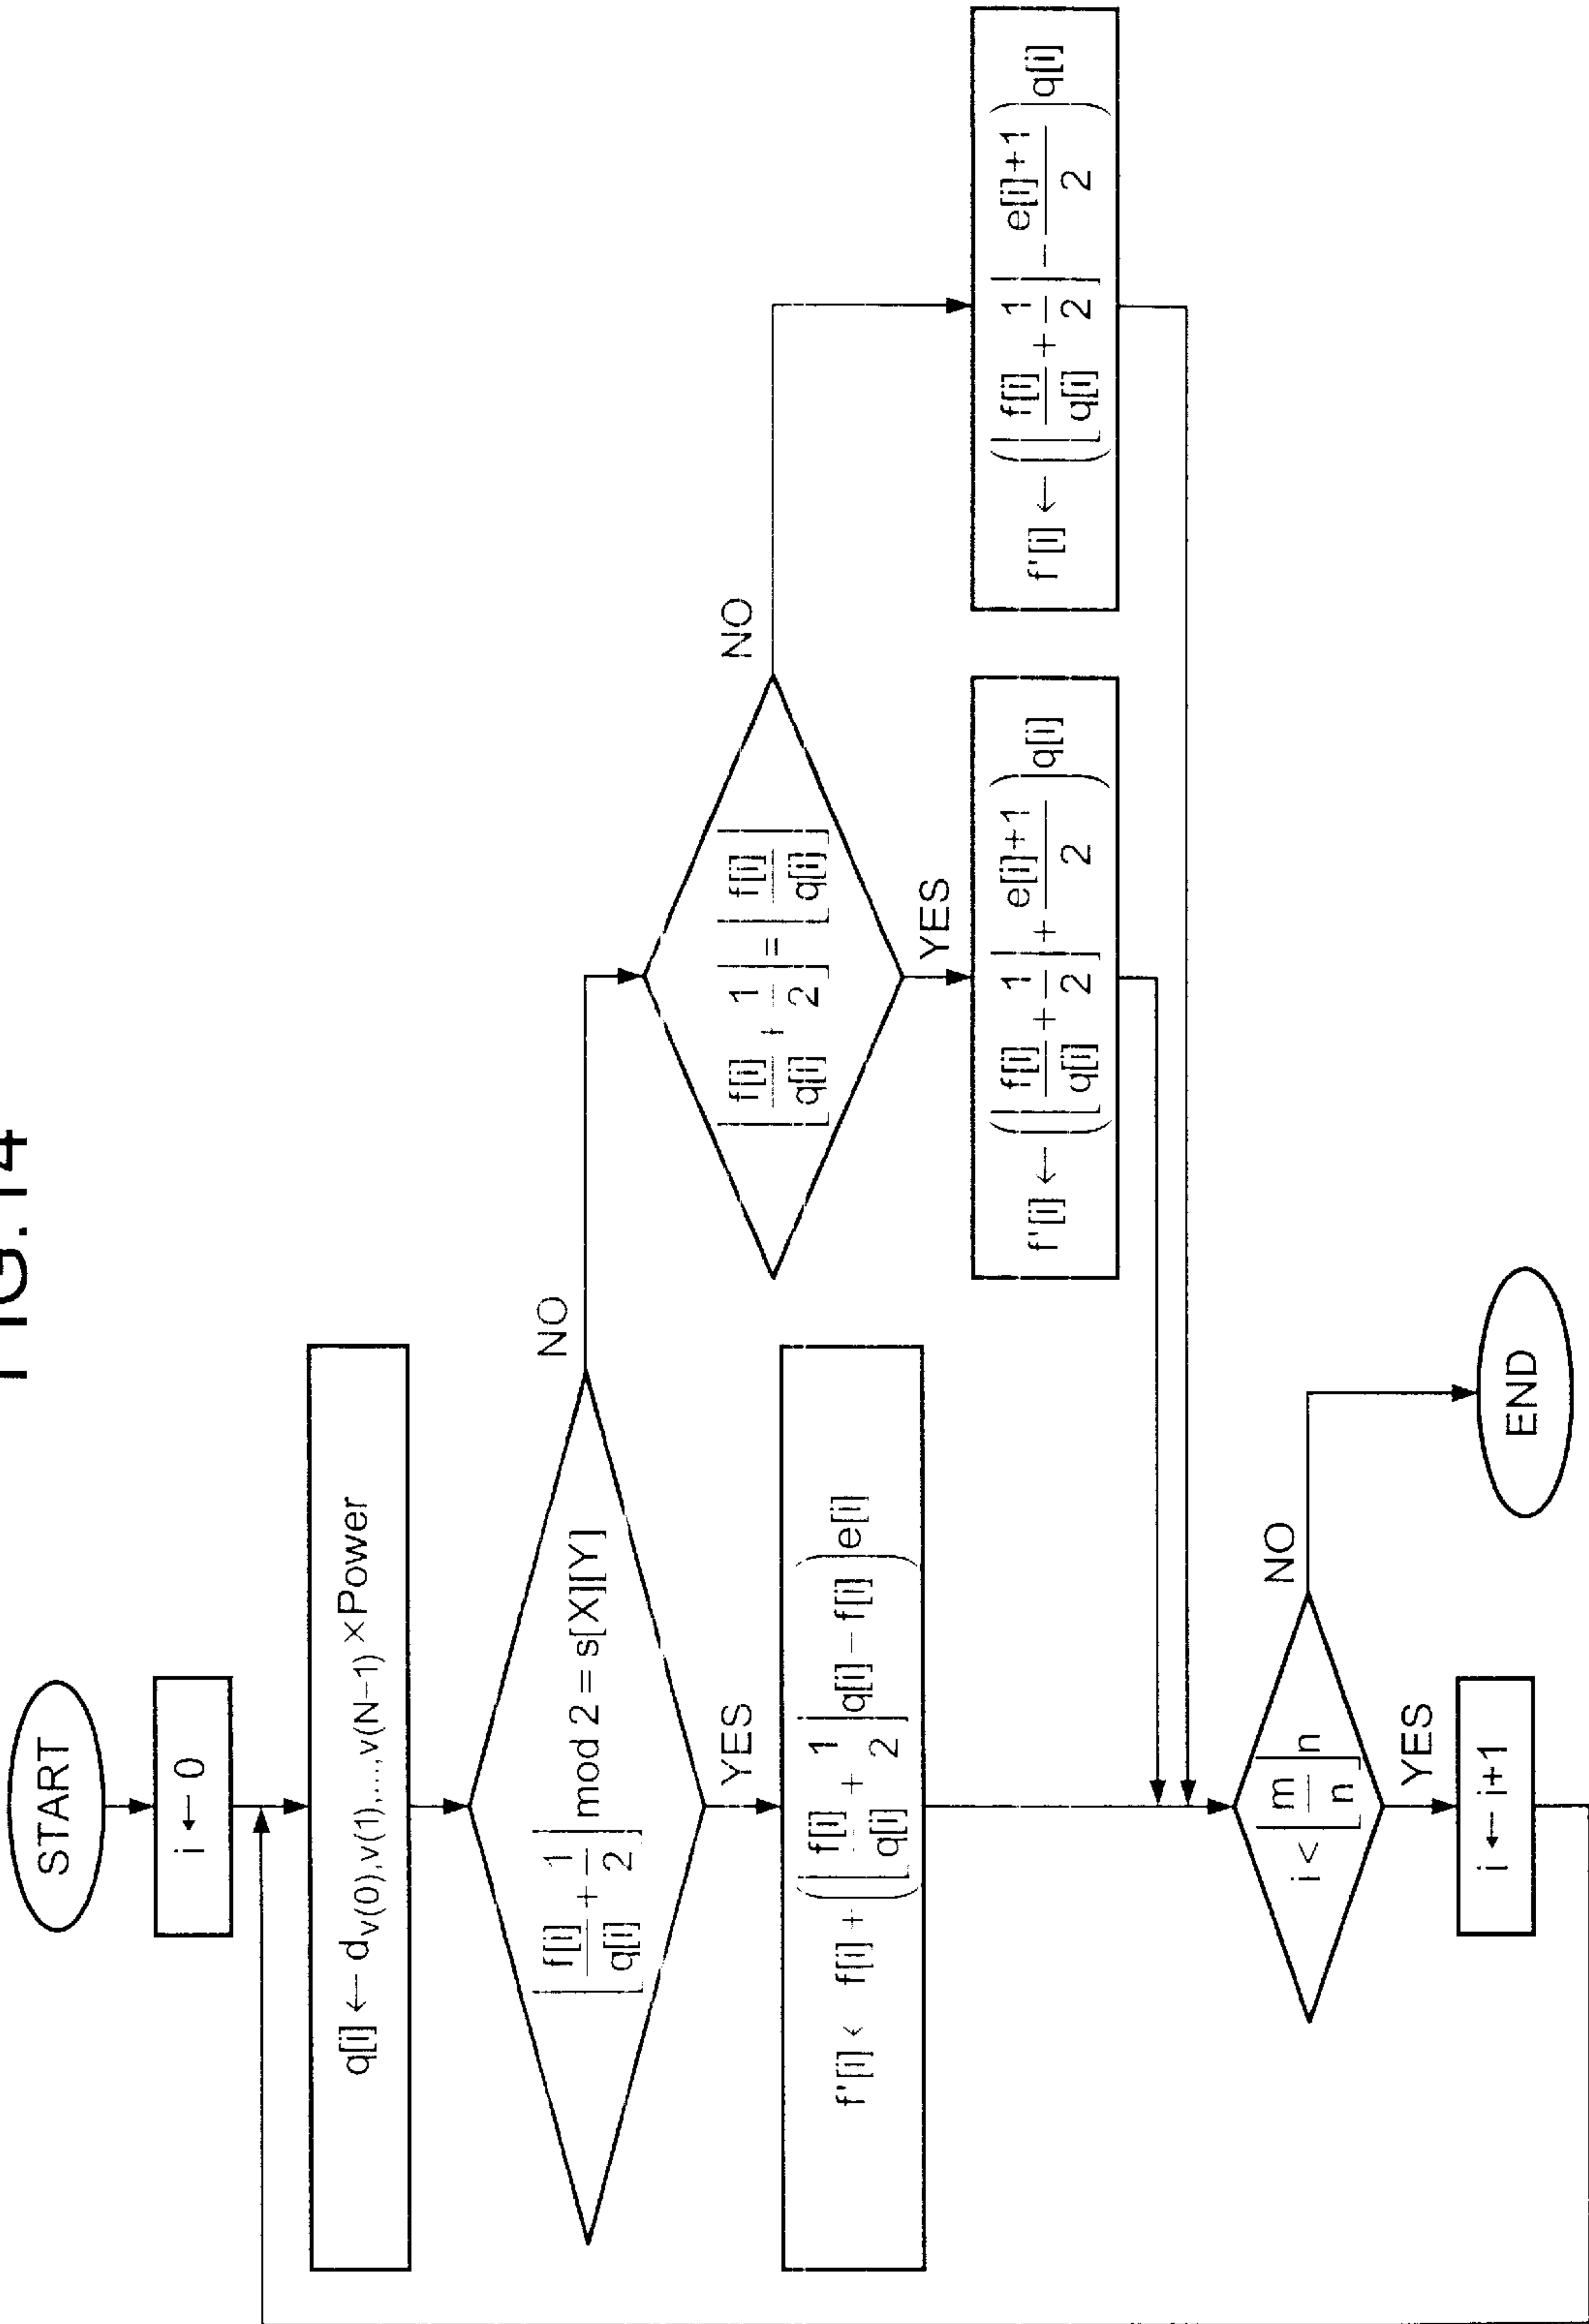 FIG.14
START
i ← 0
q[i] ← d_{v(0),v(1),...,v(N−1)} ×Power
⌊f[i]/q[i] + 1/2⌋ mod 2 = s[X][Y]
NO
YES
f'[i] ← f[i] + (⌊f[i]/q[i] + 1/2⌋ q[i] − f[i]) e[i]
⌊f[i]/q[i] + 1/2⌋ = ⌊f[i]/q[i]⌋
NO
YES
f'[i] ← (⌊f[i]/q[i] + 1/2⌋ + (e[i]+1)/2) q[i]
f'[i] ← (⌊f[i]/q[i] + 1/2⌋ − (e[i]+1)/2) q[i]
i < ⌊m/n⌋ n
NO
YES
i ← i+1
END